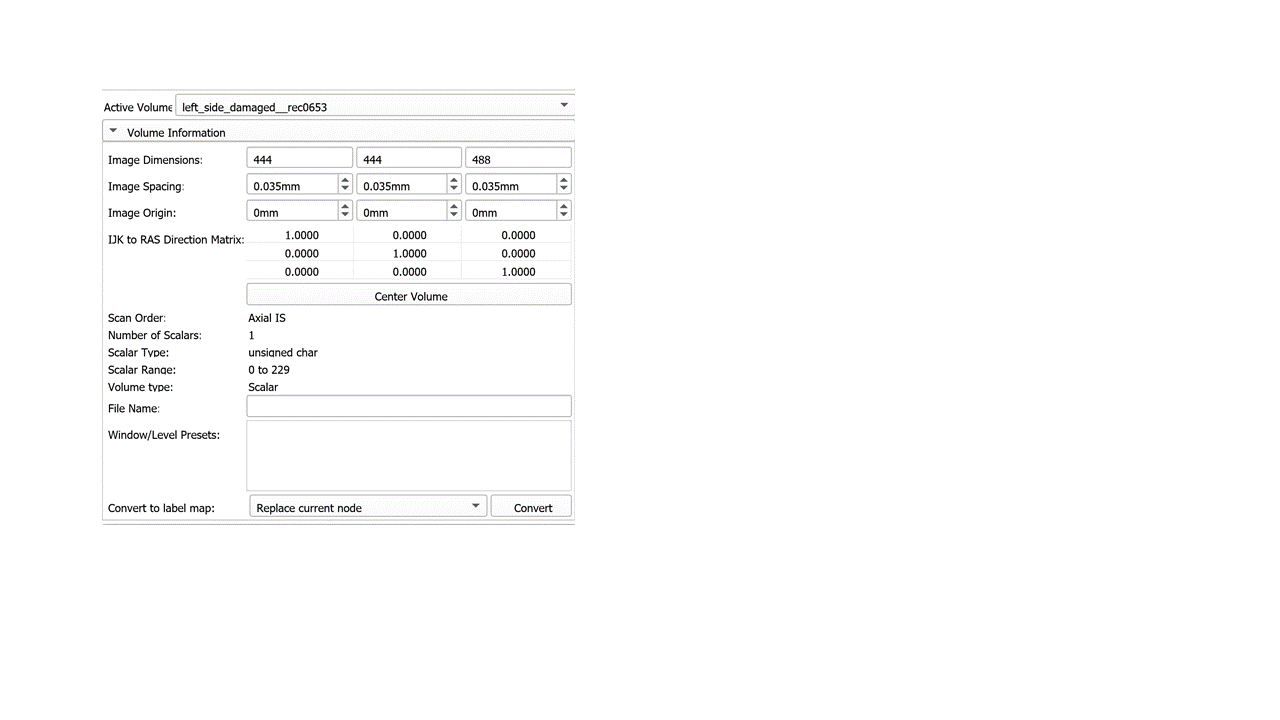 Active Volume left_side_damaged__rec0653
Volume Information
Image Dimensions: 444 444 488
Image Spacing: 0.035mm 0.035mm 0.035mm
Image Origin: 0mm 0mm 0mm
IJK to RAS Direction Matrix: 1.0000 0.0000 0.0000
0.0000 1.0000 0.0000
0.0000 0.0000 1.0000
Center Volume
Scan Order: Axial IS
Number of Scalars: 1
Scalar Type: unsigned char
Scalar Range: 0 to 229
Volume type: Scalar
File Name:
Window/Level Presets:
Convert to label map: Replace current node Convert